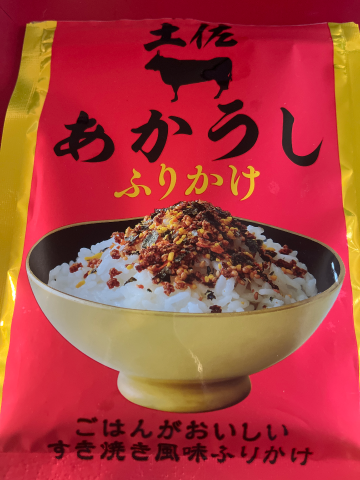 土佐
あかうし
ふりかけ
ごはんがおいしい
すき焼き風味ふりかけ